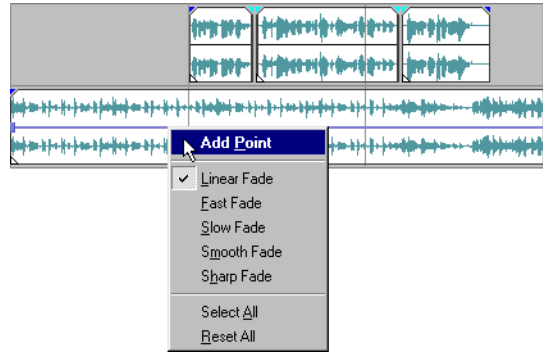 Add Point
Linear Fade
Fast Fade
Slow Fade
Smooth Fade
Sharp Fade
Select All
Reset All